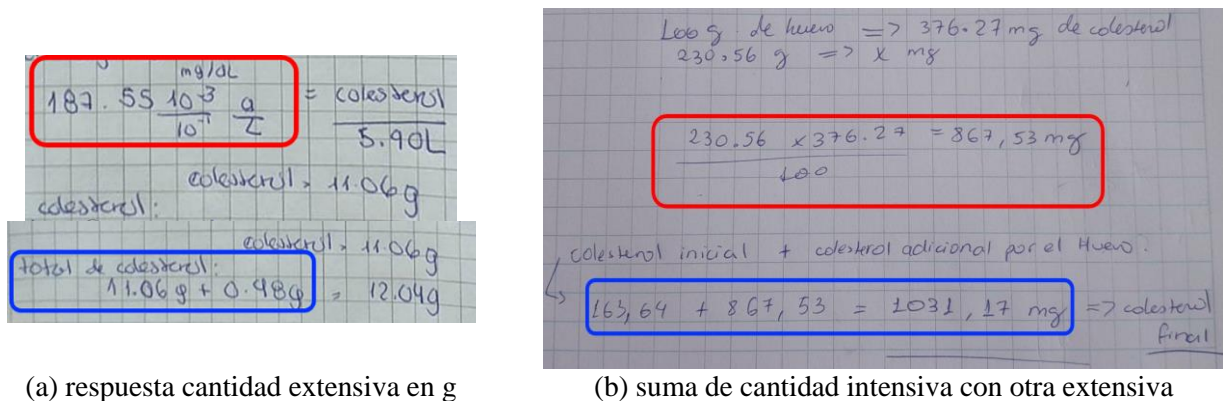 mg/dL
187.55 10⁻³ g = colesterol
10⁻¹ L 5.90L
colesterol = 11.06g
colesterol:
colesterol = 11.06g
total de colesterol:
11.06 g + 0.98g = 12.04g
(a) respuesta cantidad extensiva en g
100 g de huevo => 376.27 mg de colesterol
230.56 g => x mg
230.56 x 376.27 = 867,53 mg
100
colesterol inicial + colesterol adicional por el Huevo.
163,64 + 867,53 = 1031,17 mg => colesterol
final
(b) suma de cantidad intensiva con otra extensiva